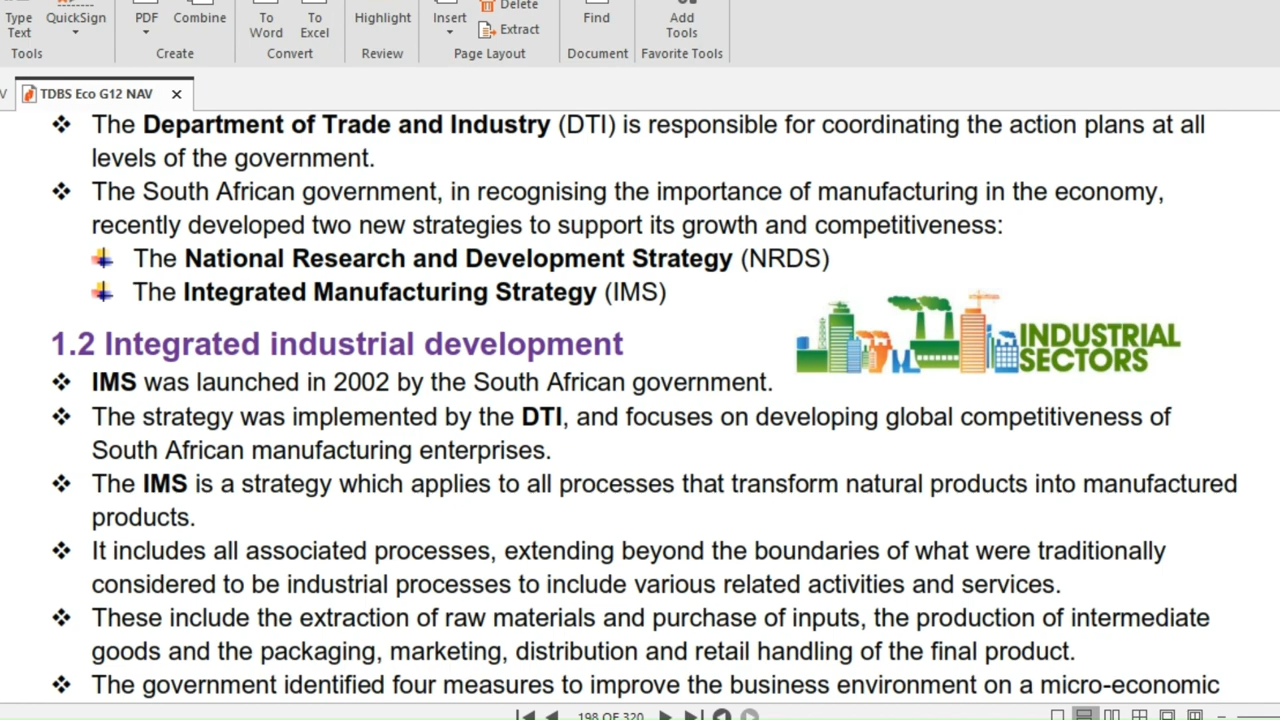 Type Text
QuickSign
Tools
PDF
Combine
Create
To Word
To Excel
Convert
Highlight
Review
Insert
Delete
Extract
Page Layout
Find
Document
Add Tools
Favorite Tools
V
TDBS Eco G12 NAV
❖ The Department of Trade and Industry (DTI) is responsible for coordinating the action plans at all
levels of the government.
❖ The South African government, in recognising the importance of manufacturing in the economy,
recently developed two new strategies to support its growth and competitiveness:
The National Research and Development Strategy (NRDS)
The Integrated Manufacturing Strategy (IMS)
INDUSTRIAL
SECTORS
1.2 Integrated industrial development
❖ IMS was launched in 2002 by the South African government.
❖ The strategy was implemented by the DTI, and focuses on developing global competitiveness of
South African manufacturing enterprises.
❖ The IMS is a strategy which applies to all processes that transform natural products into manufactured
products.
❖ It includes all associated processes, extending beyond the boundaries of what were traditionally
considered to be industrial processes to include various related activities and services.
❖ These include the extraction of raw materials and purchase of inputs, the production of intermediate
goods and the packaging, marketing, distribution and retail handling of the final product.
❖ The government identified four measures to improve the business environment on a micro-economic
198 OF 320